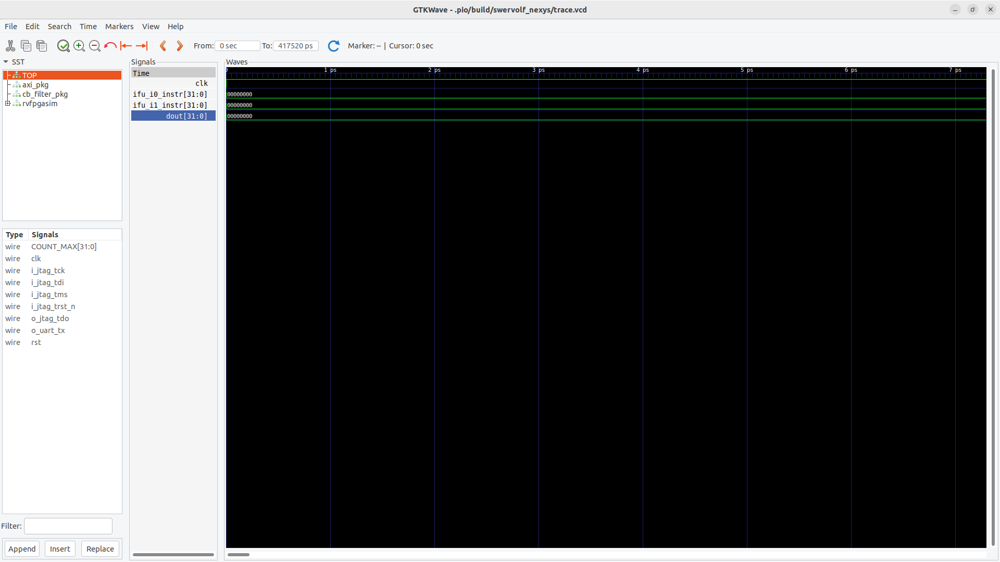 GTKWave - .pio/build/swervolf_nexys/trace.vcd
File Edit Search Time Markers View Help
From: 0 sec To: 417520 ps Marker: -- | Cursor: 0 sec
SST
TOP
axi_pkg
cb_filter_pkg
rvfpgasim
Type Signals
wire COUNT_MAX[31:0]
wire clk
wire i_jtag_tck
wire i_jtag_tdi
wire i_jtag_tms
wire i_jtag_trst_n
wire o_jtag_tdo
wire o_uart_tx
wire rst
Filter:
Append Insert Replace
Signals
Time
clk
ifu_i0_instr[31:0]
ifu_i1_instr[31:0]
dout[31:0]
Waves
0 1 ps 2 ps 3 ps 4 ps 5 ps 6 ps 7 ps
00000000
00000000
00000000